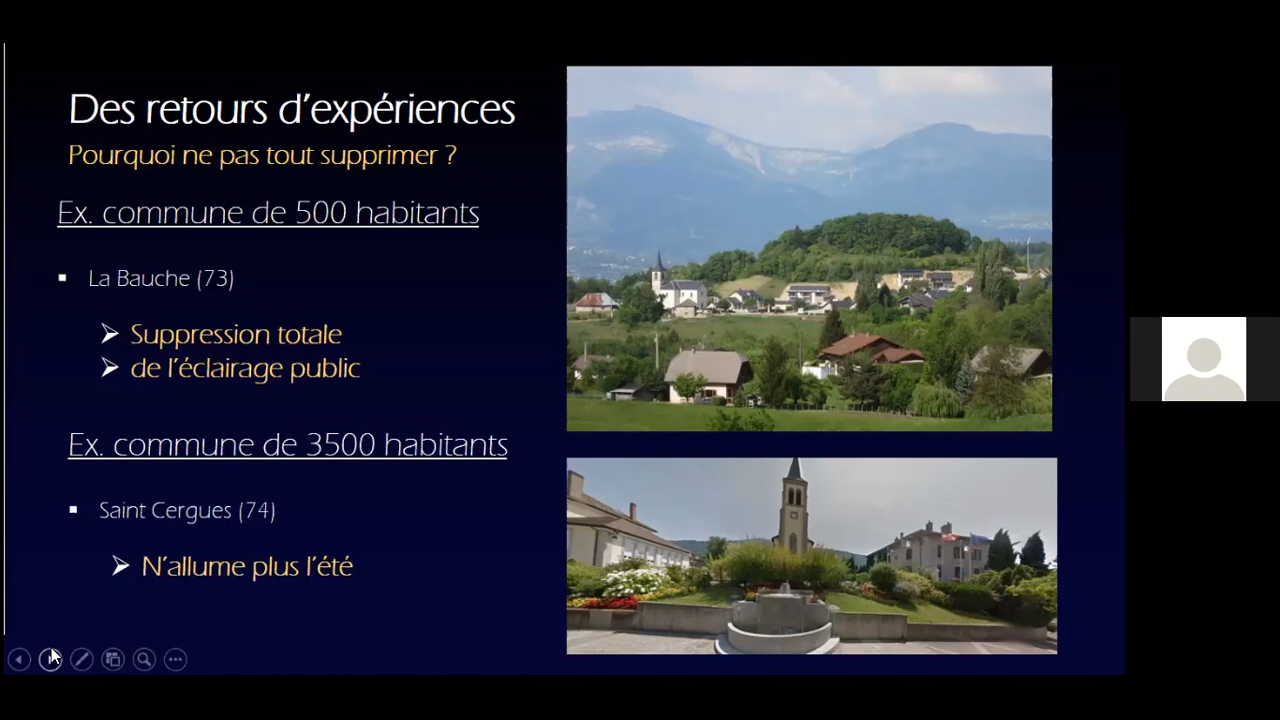 Des retours d'expériences
Pourquoi ne pas tout supprimer ?
Ex. commune de 500 habitants
▪ La Bauche (73)
➢ Suppression totale
➢ de l'éclairage public
Ex. commune de 3500 habitants
▪ Saint Cergues (74)
➢ N'allume plus l'été